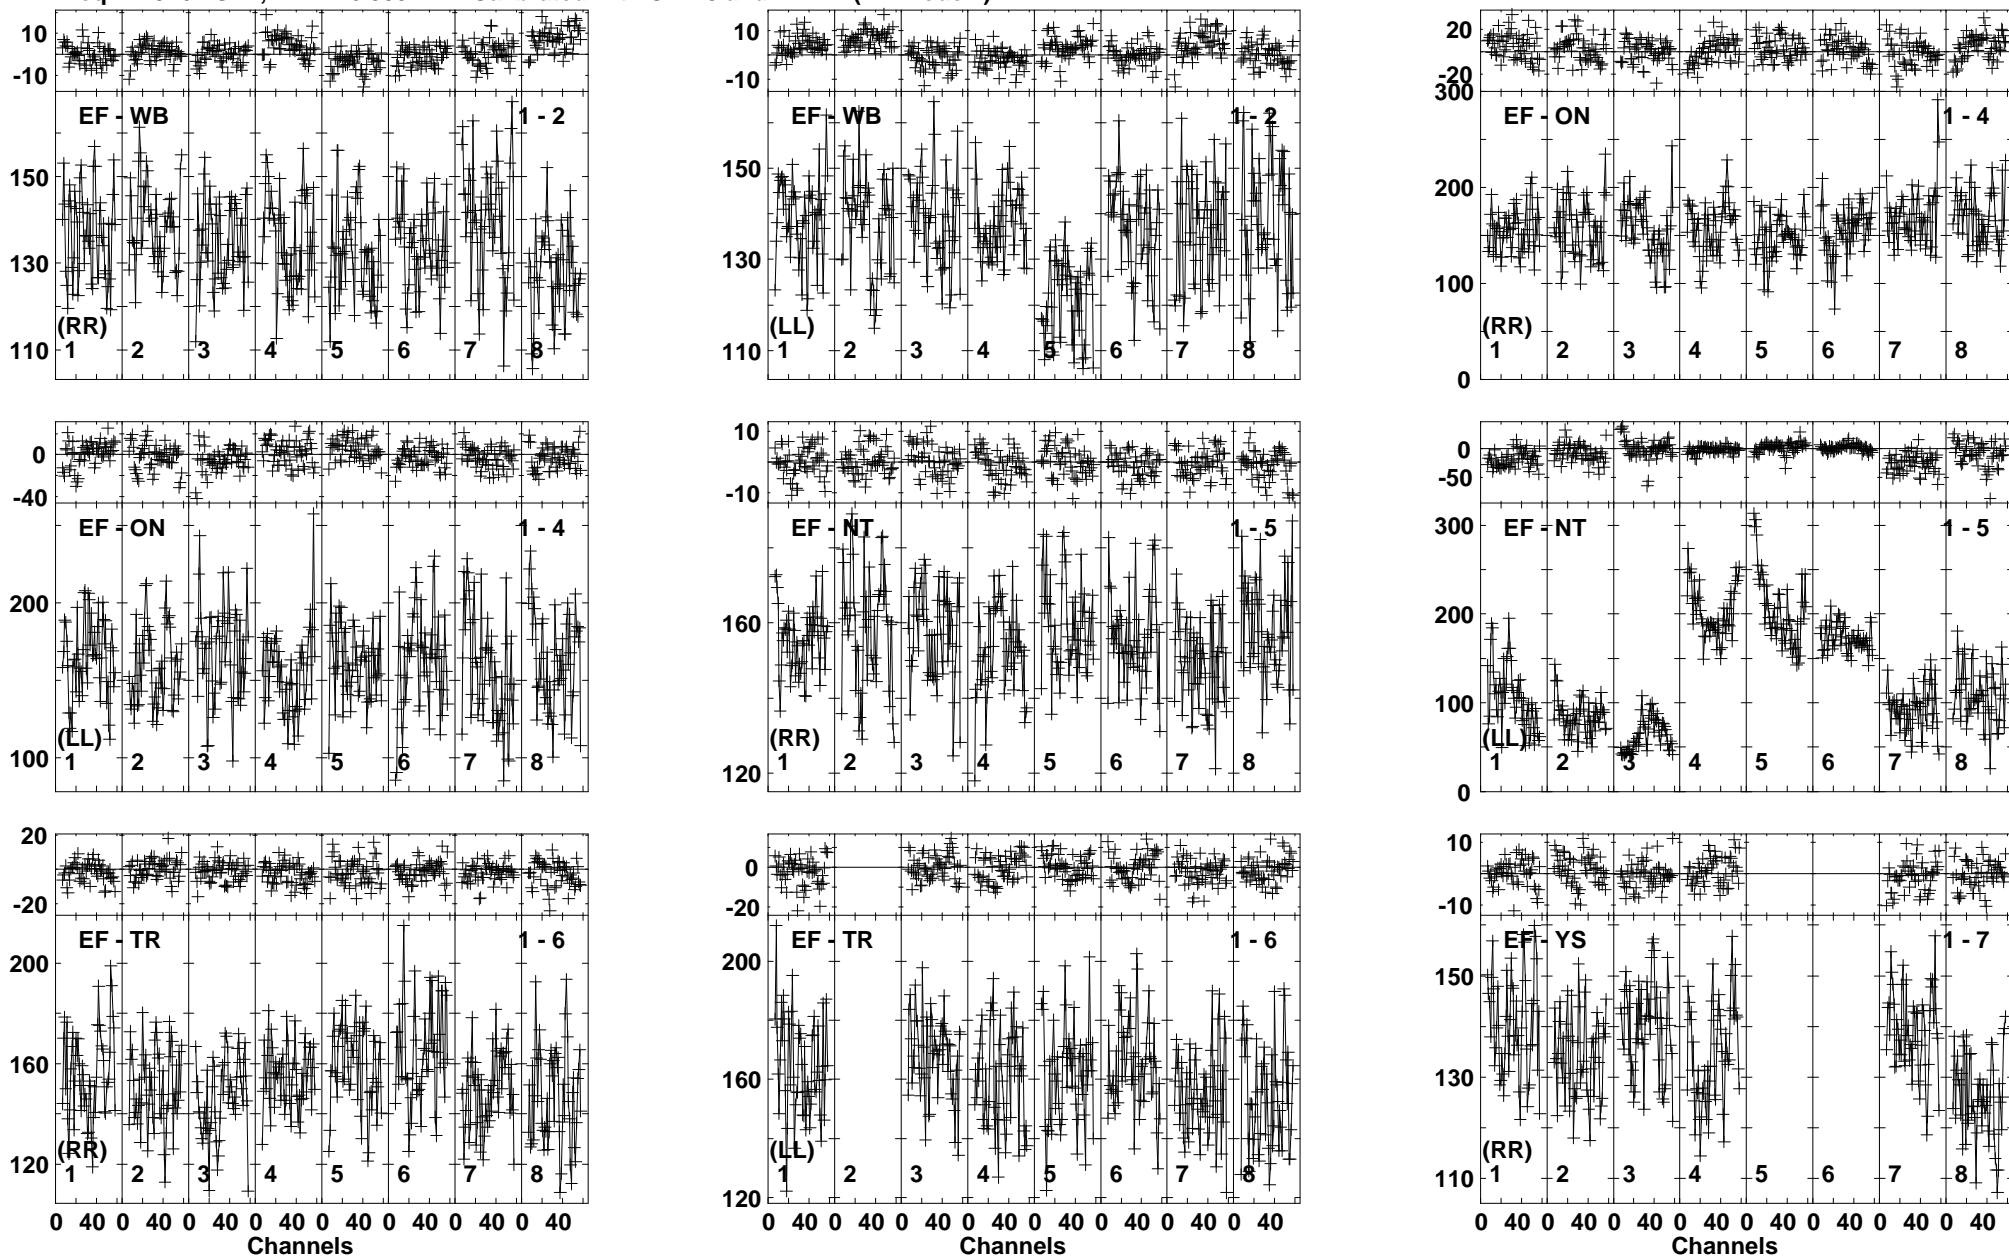 10 -10 10 -10 20 -20
EF - WB 1 - 2 EF - WB 1 - 2 300 EF - ON 1 - 4
150 130 110 150 130 110 200 100 0
(RR) (LL) (RR)
1 2 3 4 5 6 7 8 1 2 3 4 5 6 7 8 1 2 3 4 5 6 7 8
0 -40 10 -10 0 -50
EF - ON 1 - 4 EF - NT 1 - 5 EF - NT 1 - 5
200 100 160 120 300 200 100 0
(LL) (RR) (LL)
1 2 3 4 5 6 7 8 1 2 3 4 5 6 7 8 1 2 3 4 5 6 7 8
20 0 -20 0 -20 10 -10
EF - TR 1 - 6 EF - TR 1 - 6 EF - YS 1 - 7
200 160 120 200 160 120 150 130 110
(RR) (LL) (RR)
1 2 3 4 5 6 7 8 1 2 3 4 5 6 7 8 1 2 3 4 5 6 7 8
0 40 0 40 0 40 0 40 0 40 0 40 0 40 0 40 0 40 0 40 0 40 0 40 0 40 0 40 0 40 0 40 0 40 0 40 0 40 0 40 0 40 0 40 0 40 0 40
Channels Channels Channels